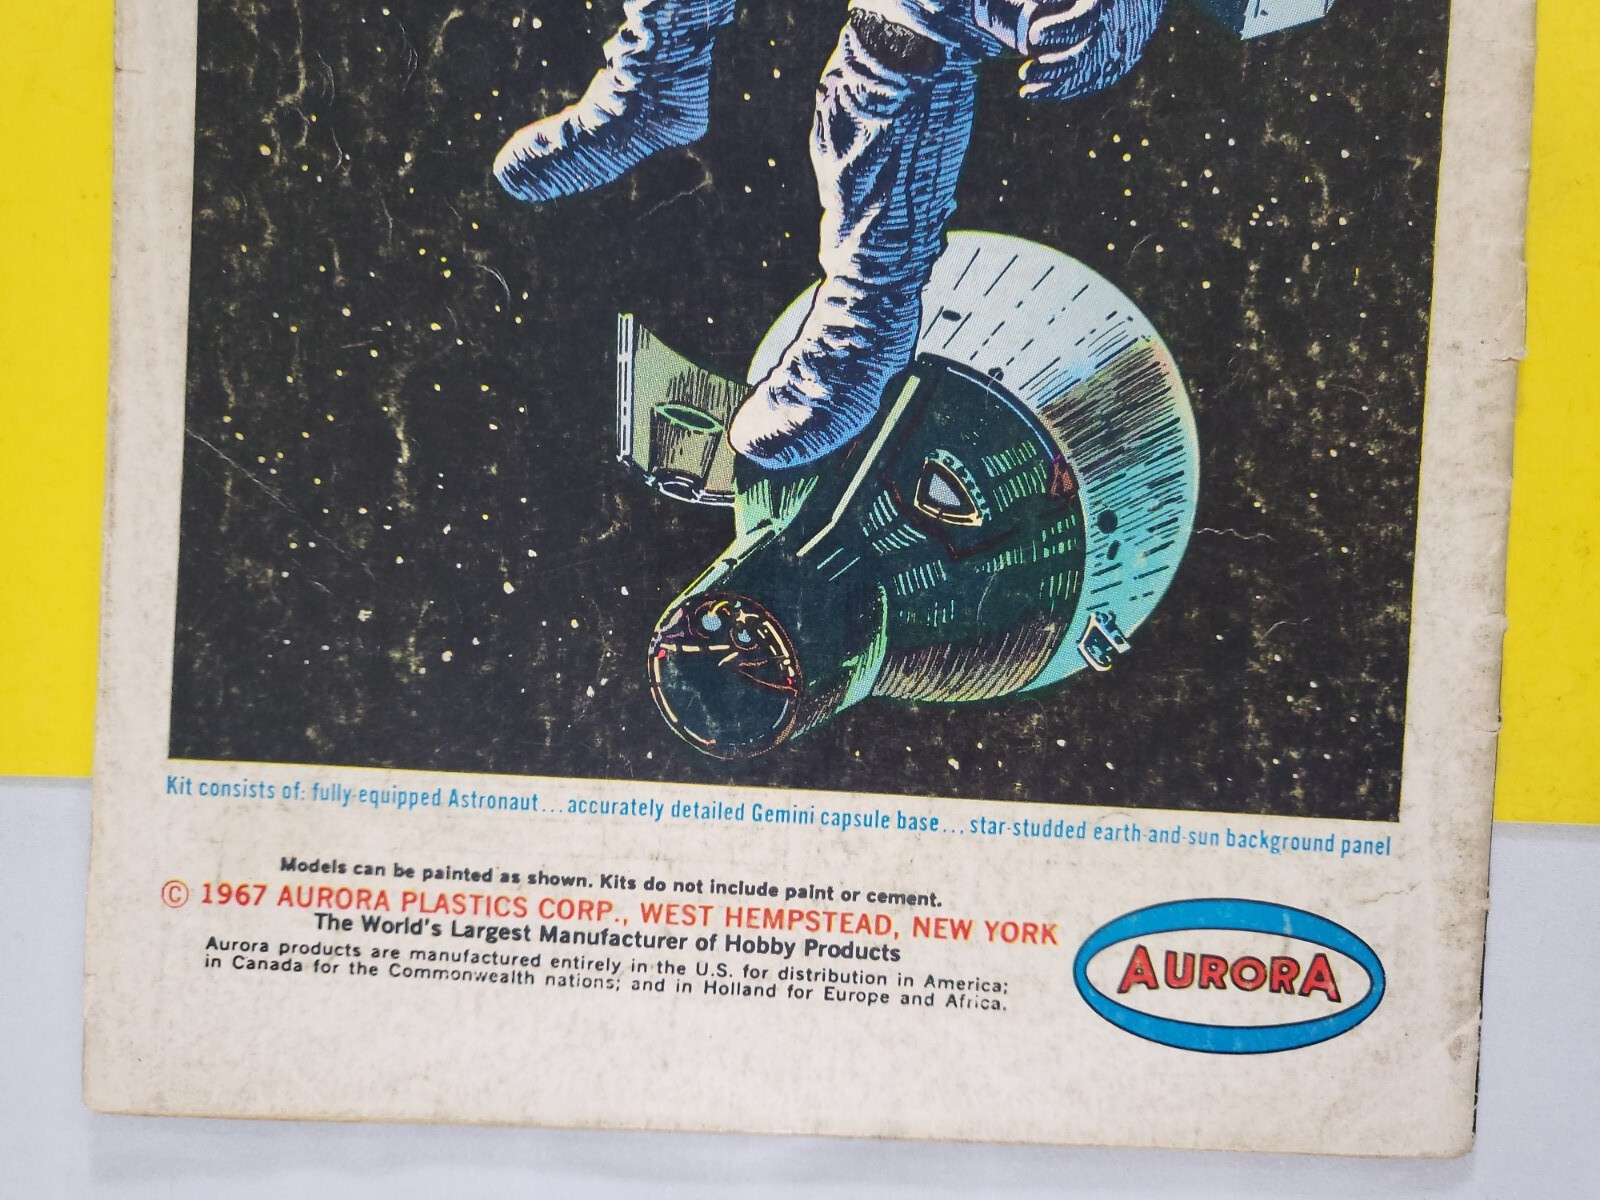 Kit consists of: fully-equipped Astronaut...accurately detailed Gemini capsule base...star-studded earth-and-sun background panel
Models can be painted as shown. Kits do not include paint or cement.
© 1967 AURORA PLASTICS CORP., WEST HEMPSTEAD, NEW YORK
The World's Largest Manufacturer of Hobby Products
Aurora products are manufactured entirely in the U.S. for distribution in America;
in Canada for the Commonwealth nations; and in Holland for Europe and Africa.
AURORA